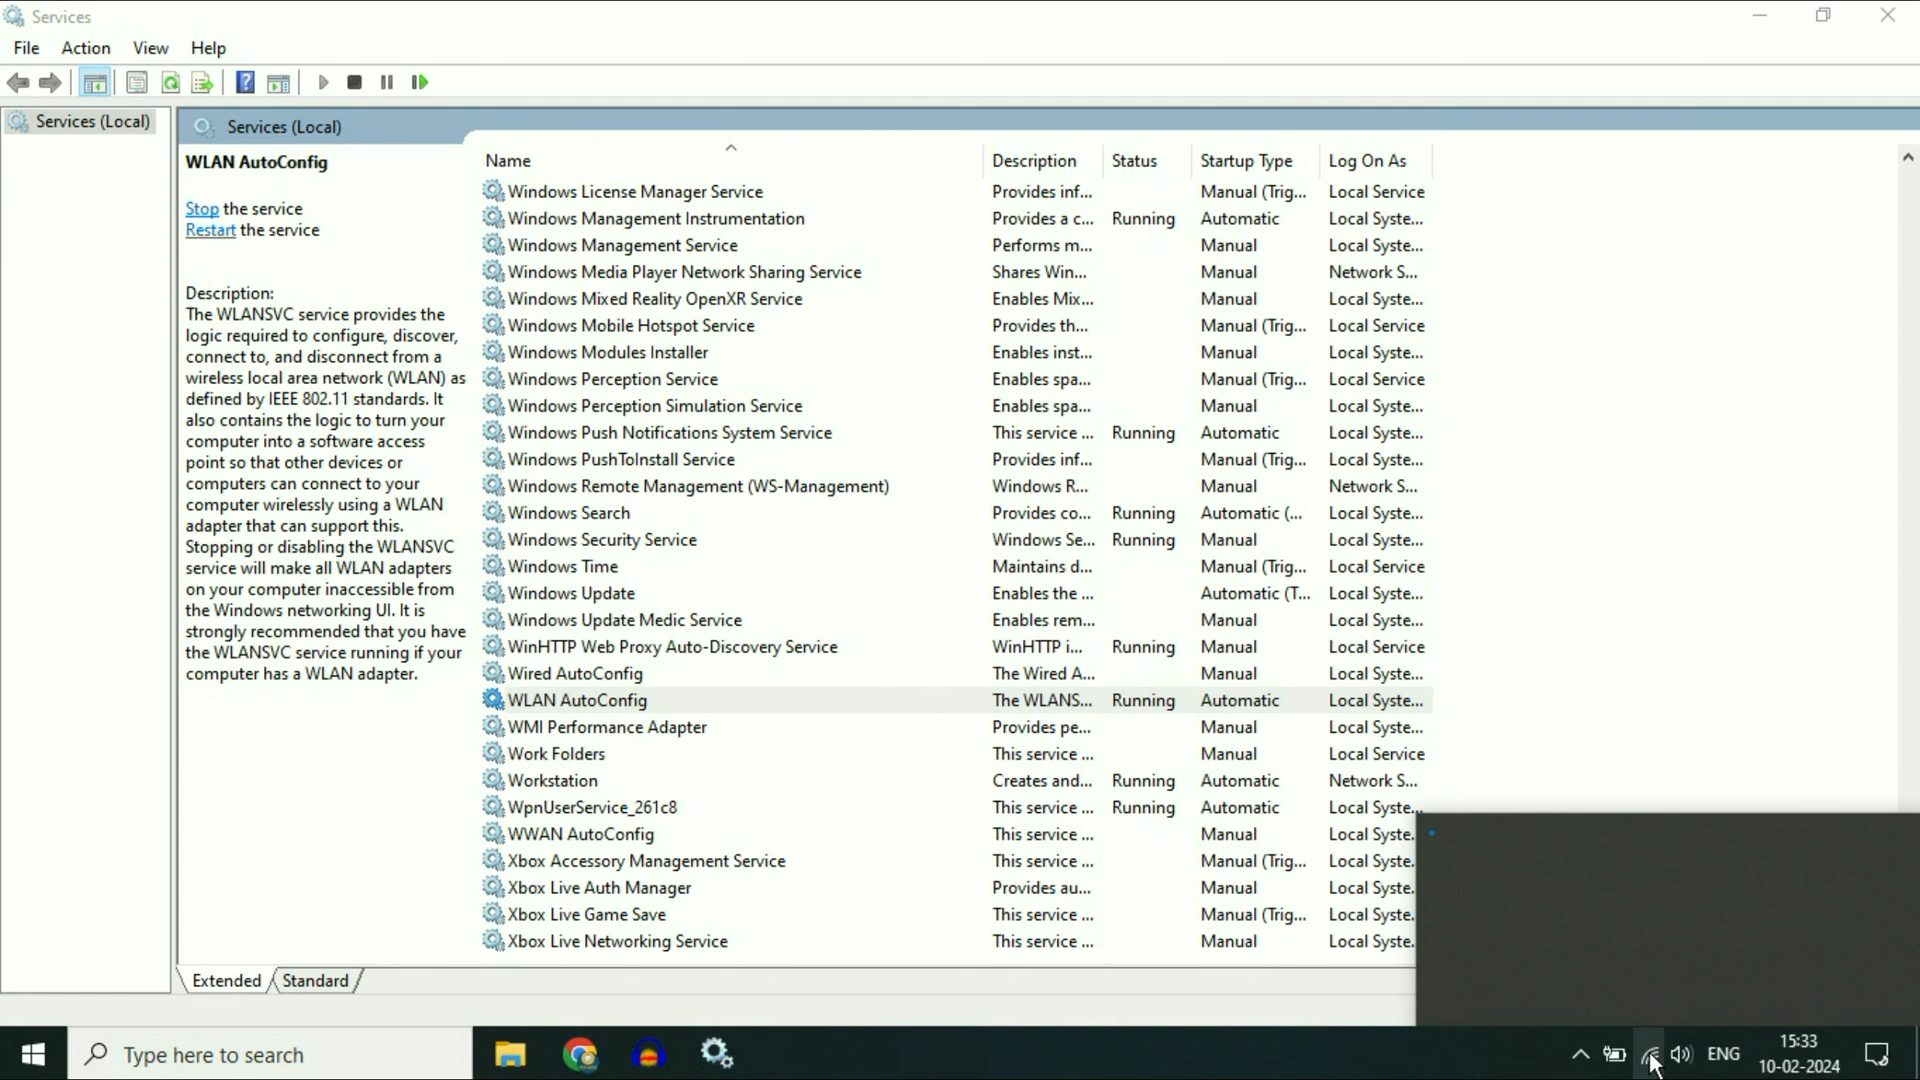 Services
File Action View Help
Services (Local)
Services (Local)
WLAN AutoConfig
Stop the service
Restart the service
Description:
The WLANSVC service provides the
logic required to configure, discover,
connect to, and disconnect from a
wireless local area network (WLAN) as
defined by IEEE 802.11 standards. It
also contains the logic to turn your
computer into a software access
point so that other devices or
computers can connect to your
computer wirelessly using a WLAN
adapter that can support this.
Stopping or disabling the WLANSVC
service will make all WLAN adapters
on your computer inaccessible from
the Windows networking UI. It is
strongly recommended that you have
the WLANSVC service running if your
computer has a WLAN adapter.
Name Description Status Startup Type Log On As
Windows License Manager Service Provides inf... Manual (Trig... Local Service
Windows Management Instrumentation Provides a c... Running Automatic Local Syste...
Windows Management Service Performs m... Manual Local Syste...
Windows Media Player Network Sharing Service Shares Win... Manual Network S...
Windows Mixed Reality OpenXR Service Enables Mix... Manual Local Syste...
Windows Mobile Hotspot Service Provides th... Manual (Trig... Local Service
Windows Modules Installer Enables inst... Manual Local Syste...
Windows Perception Service Enables spa... Manual (Trig... Local Service
Windows Perception Simulation Service Enables spa... Manual Local Syste...
Windows Push Notifications System Service This service ... Running Automatic Local Syste...
Windows PushToInstall Service Provides inf... Manual (Trig... Local Syste...
Windows Remote Management (WS-Management) Windows R... Manual Network S...
Windows Search Provides co... Running Automatic (... Local Syste...
Windows Security Service Windows Se... Running Manual Local Syste...
Windows Time Maintains d... Manual (Trig... Local Service
Windows Update Enables the ... Automatic (T... Local Syste...
Windows Update Medic Service Enables rem... Manual Local Syste...
WinHTTP Web Proxy Auto-Discovery Service WinHTTP i... Running Manual Local Service
Wired AutoConfig The Wired A... Manual Local Syste...
WLAN AutoConfig The WLANS... Running Automatic Local Syste...
WMI Performance Adapter Provides pe... Manual Local Syste...
Work Folders This service ... Manual Local Service
Workstation Creates and... Running Automatic Network S...
WpnUserService_261c8 This service ... Running Automatic Local Syste...
WWAN AutoConfig This service ... Manual Local Syste.
Xbox Accessory Management Service This service ... Manual (Trig... Local Syste.
Xbox Live Auth Manager Provides au... Manual Local Syste.
Xbox Live Game Save This service ... Manual (Trig... Local Syste.
Xbox Live Networking Service This service ... Manual Local Syste.
Extended Standard
Type here to search
ENG
15:33
10-02-2024